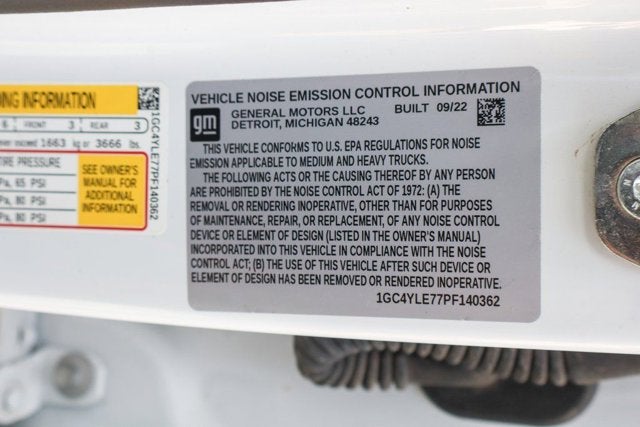 ING INFORMATION
6 FRONT 3 REAR 3
exceed 1663 kg or 3666 lbs.
TIRE PRESSURE
Pa, 65 PSI
Pa, 80 PSI
Pa, 80 PSI
SEE OWNER'S
MANUAL FOR
ADDITIONAL
INFORMATION
1GC4YLE77PF140362
VEHICLE NOISE EMISSION CONTROL INFORMATION
gm
GENERAL MOTORS LLC BUILT 09/22
DETROIT, MICHIGAN 48243
THIS VEHICLE CONFORMS TO U.S. EPA REGULATIONS FOR NOISE
EMISSION APPLICABLE TO MEDIUM AND HEAVY TRUCKS.
THE FOLLOWING ACTS OR THE CAUSING THEREOF BY ANY PERSON
ARE PROHIBITED BY THE NOISE CONTROL ACT OF 1972: (A) THE
REMOVAL OR RENDERING INOPERATIVE, OTHER THAN FOR PURPOSES
OF MAINTENANCE, REPAIR, OR REPLACEMENT, OF ANY NOISE CONTROL
DEVICE OR ELEMENT OF DESIGN (LISTED IN THE OWNER'S MANUAL)
INCORPORATED INTO THIS VEHICLE IN COMPLIANCE WITH THE NOISE
CONTROL ACT; (B) THE USE OF THIS VEHICLE AFTER SUCH DEVICE OR
ELEMENT OF DESIGN HAS BEEN REMOVED OR RENDERED INOPERATIVE.
1GC4YLE77PF140362